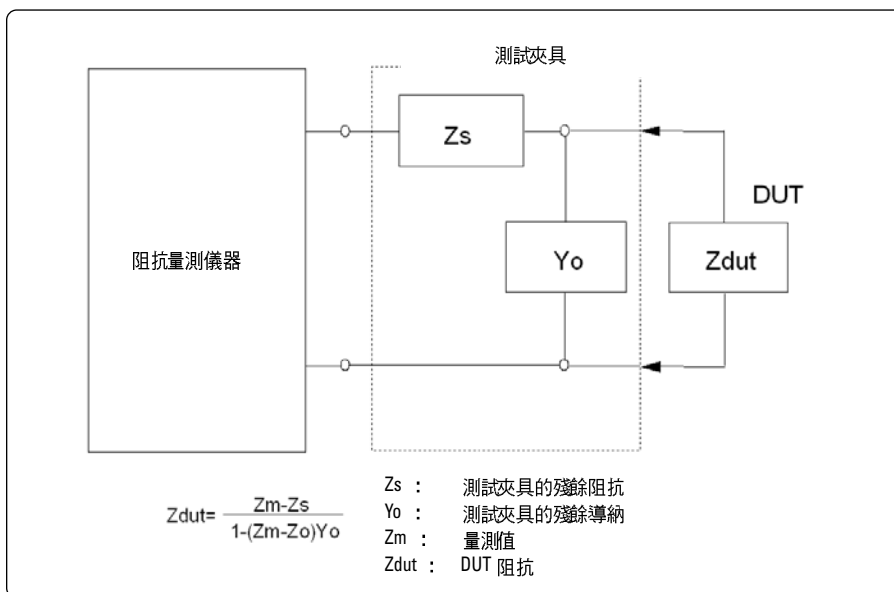 測試夾具
Zs
DUT
阻抗量測儀器
Yo
Zdut
Zdut= Zm-Zs / 1-(Zm-Zo)Yo
Zs : 測試夾具的殘餘阻抗
Yo : 測試夾具的殘餘導納
Zm : 量測值
Zdut : DUT 阻抗